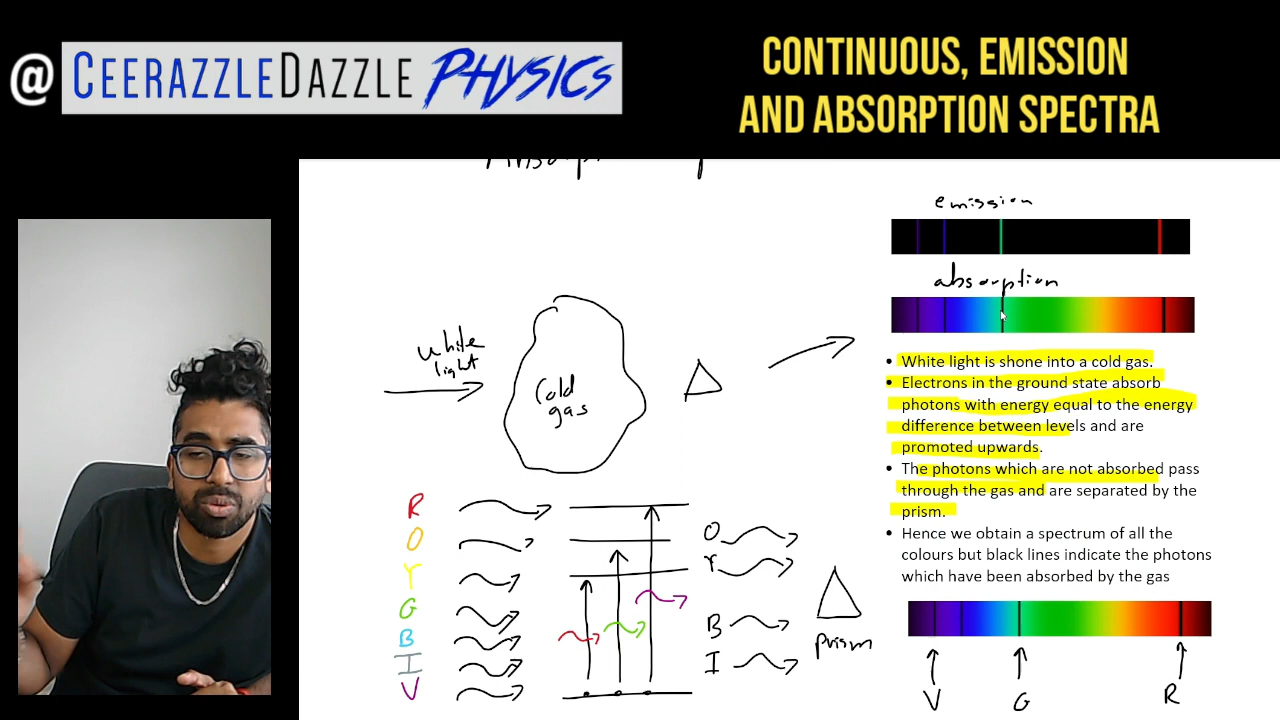 @ CEERAZZLEDAZZLE PHYSICS
CONTINUOUS, EMISSION
AND ABSORPTION SPECTRA
emission
absorption
White light
Cold gas
• White light is shone into a cold gas.
• Electrons in the ground state absorb
photons with energy equal to the energy
difference between levels and are
promoted upwards.
• The photons which are not absorbed pass
through the gas and are separated by the
prism.
• Hence we obtain a spectrum of all the
colours but black lines indicate the photons
which have been absorbed by the gas
R
O
Y
G
B
I
V
O
Y
B
I
prism
V G R